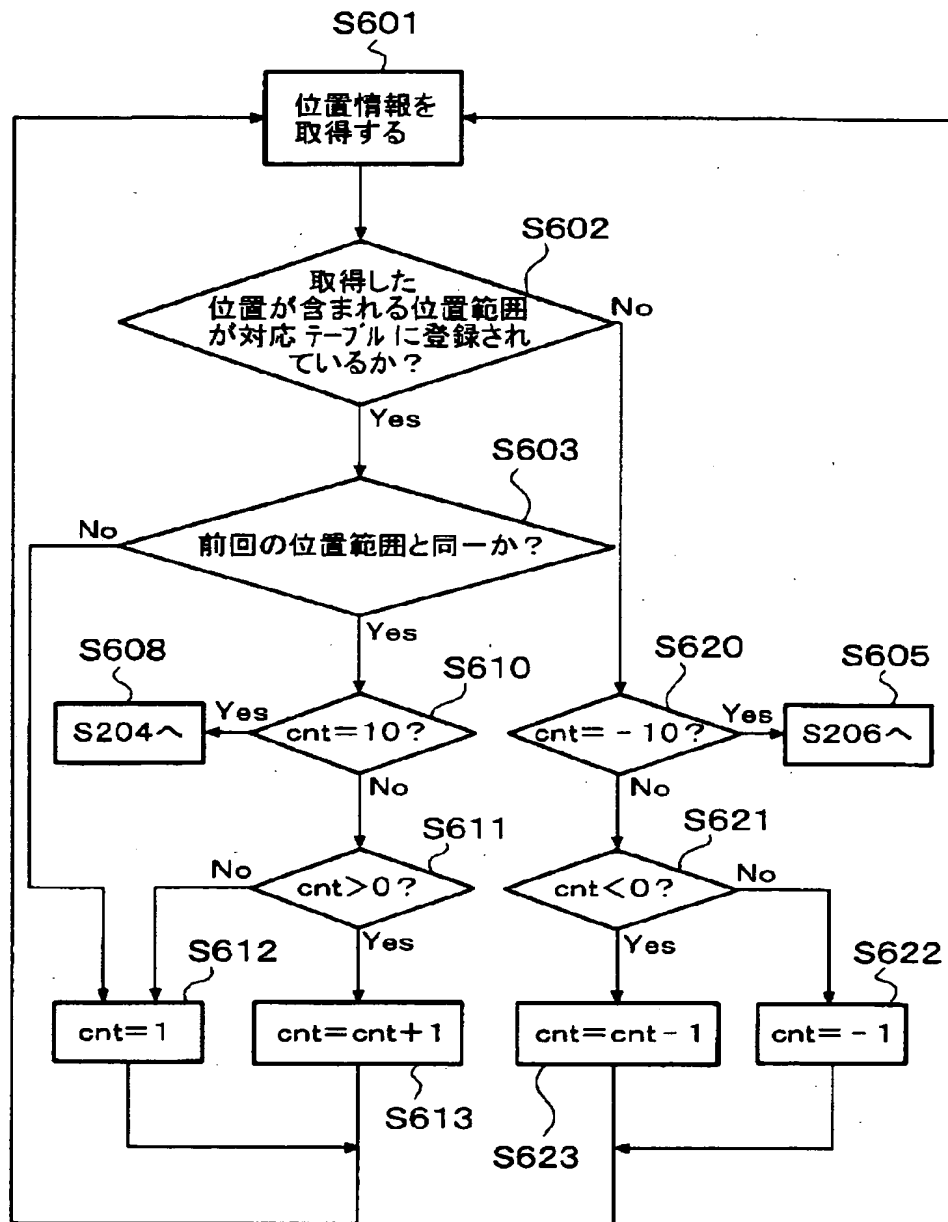 S601
位置情報を
取得する
S602
取得した
位置が含まれる位置範囲
が対応テーブルに登録され
ているか？
No
Yes
S603
No
前回の位置範囲と同一か？
Yes
S608
S610
S620
S605
S204へ
Yes
cnt=10？
cnt=-10？
Yes
S206へ
No
No
S611
S621
No
cnt>0？
cnt<0？
No
S612
Yes
Yes
S622
cnt=1
cnt=cnt+1
cnt=cnt-1
cnt=-1
S613
S623